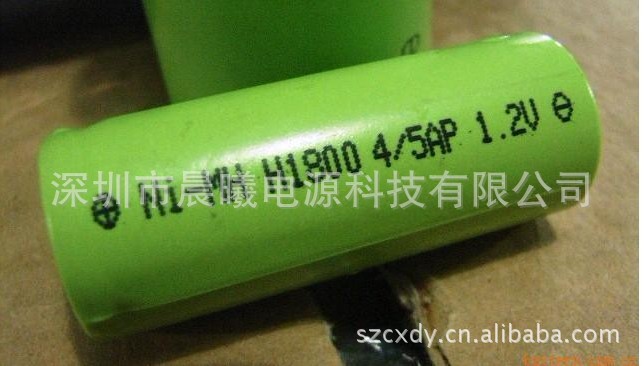 ⊕ Ni-MH H1800 4/5AP 1.2V ⊖
深圳市晨曦电源科技有限公司
szcxdy.cn.alibaba.com